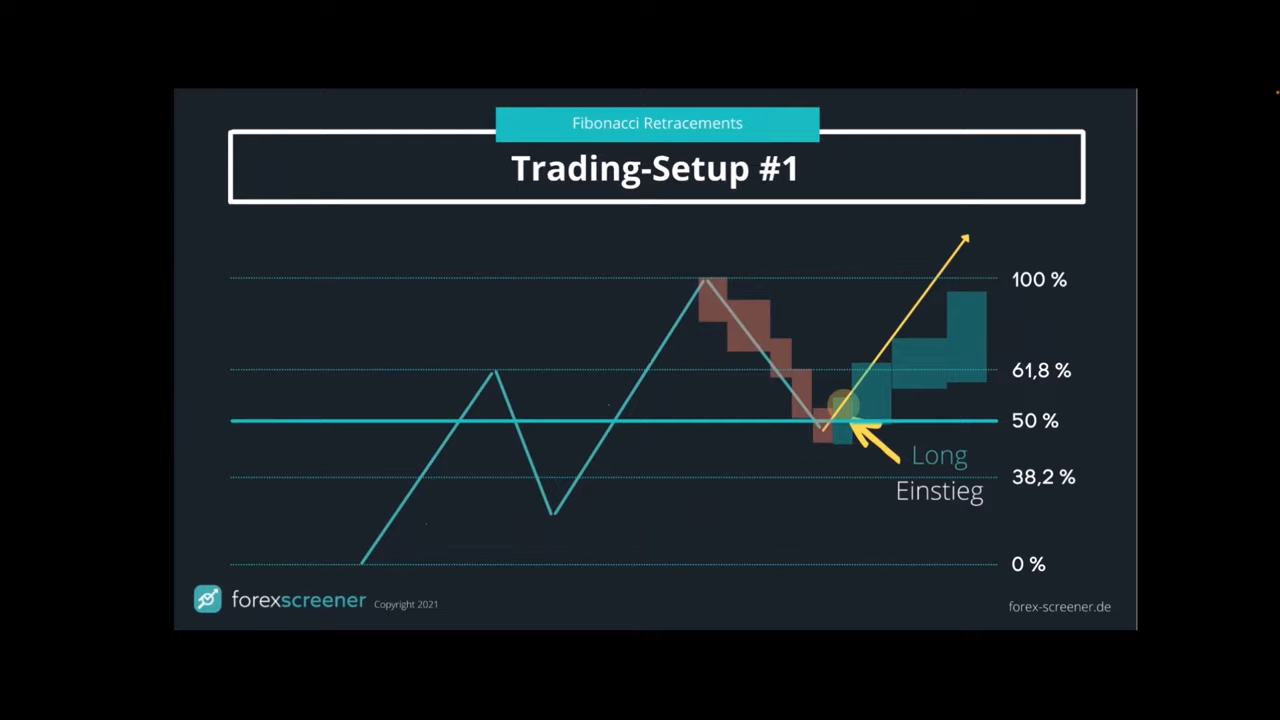 Fibonacci Retracements
Trading-Setup #1
100 %
61,8 %
50 %
Long
Einstieg
38,2 %
0 %
forexscreener Copyright 2021
forex-screener.de